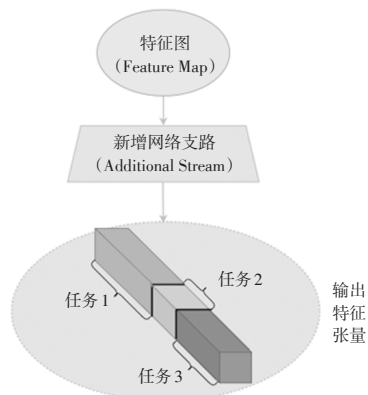 特征图
（Feature Map）
新增网络支路
（Additional Stream）
任务2
任务1
任务3
输出
特征
张量